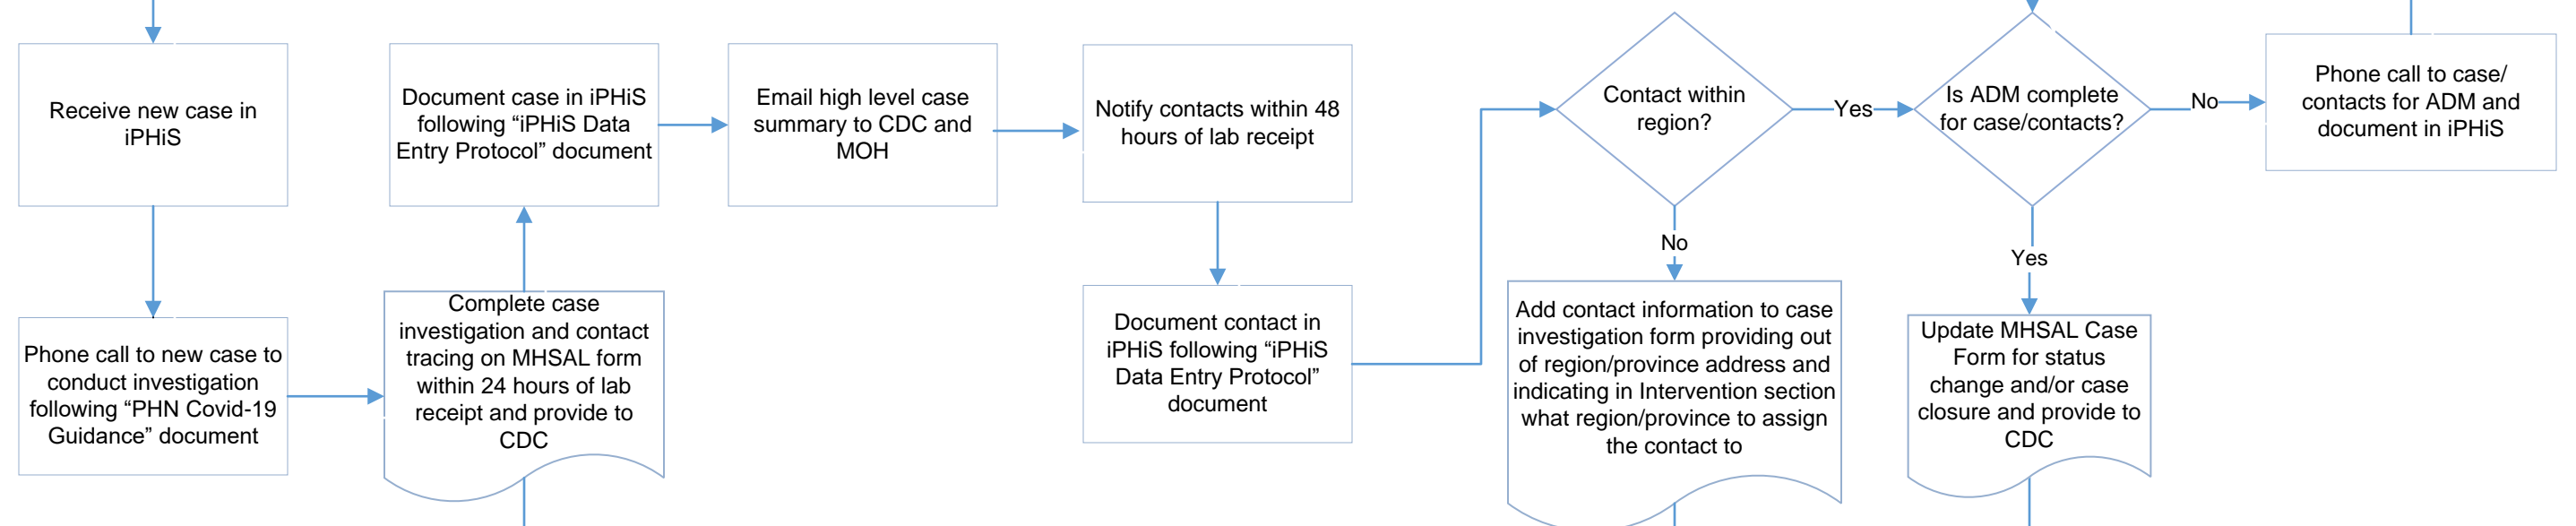 Receive new case in
iPHiS
Phone call to new case to
conduct investigation
following “PHN Covid-19
Guidance” document
Complete case
investigation and contact
tracing on MHSAL form
within 24 hours of lab
receipt and provide to
CDC
Document case in iPHiS
following “iPHiS Data
Entry Protocol” document
Email high level case
summary to CDC and
MOH
Notify contacts within 48
hours of lab receipt
Document contact in
iPHiS following “iPHiS
Data Entry Protocol”
document
Contact within
region?
No
Add contact information to case
investigation form providing out
of region/province address and
indicating in Intervention section
what region/province to assign
the contact to
Yes
Is ADM complete
for case/contacts?
Yes
Update MHSAL Case
Form for status
change and/or case
closure and provide to
CDC
No
Phone call to case/
contacts for ADM and
document in iPHiS